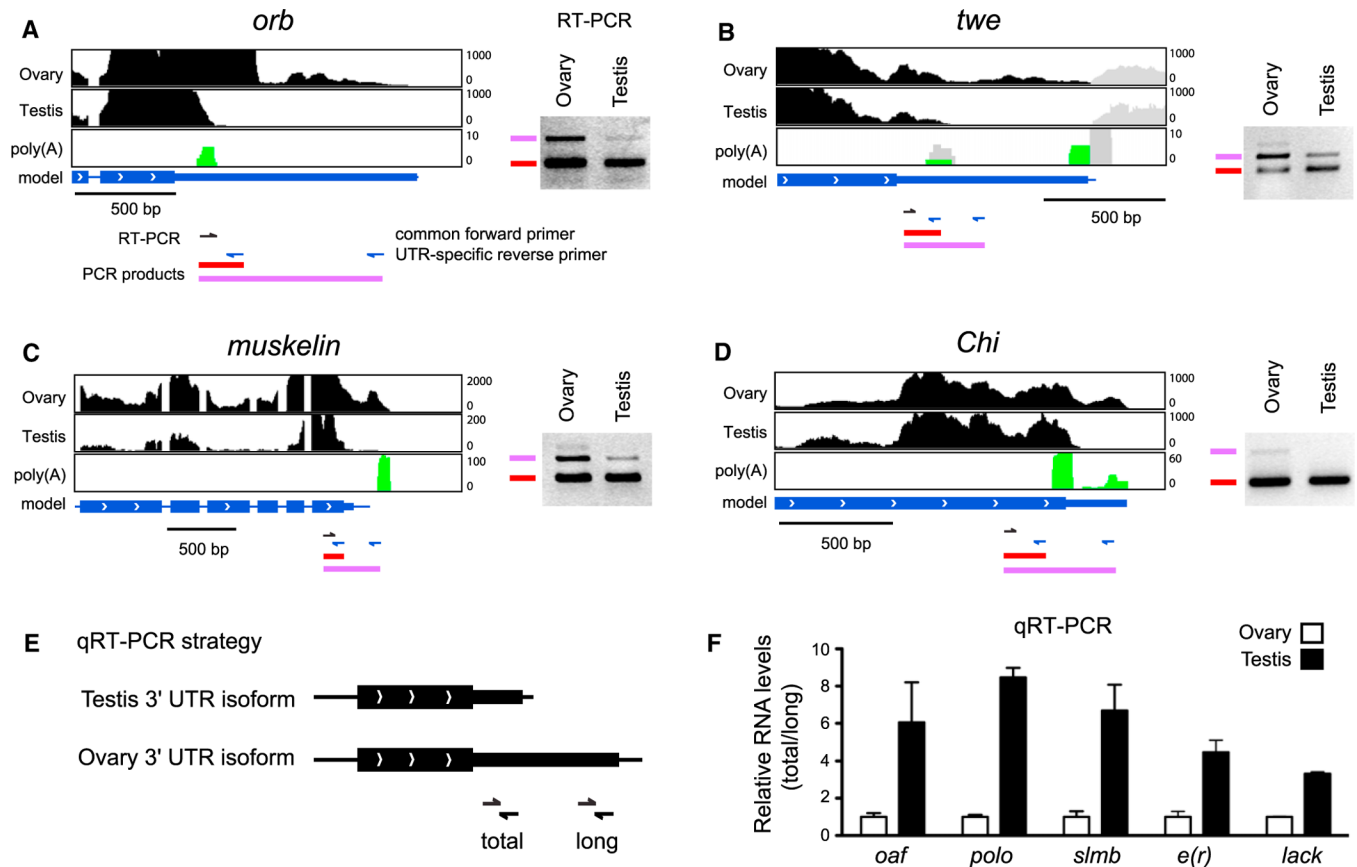 A
orb
RT-PCR
Ovary
Testis
poly(A)
model
1000
0
1000
0
10
0
500 bp
RT-PCR
common forward primer
UTR-specific reverse primer
PCR products
Ovary
Testis
B
twe
Ovary
Testis
poly(A)
model
1000
0
1000
0
10
0
500 bp
Ovary
Testis
C
muskelin
Ovary
Testis
poly(A)
model
2000
0
200
0
100
0
500 bp
Ovary
Testis
D
Chi
Ovary
Testis
poly(A)
model
1000
0
1000
0
60
0
500 bp
Ovary
Testis
E
qRT-PCR strategy
Testis 3' UTR isoform
Ovary 3' UTR isoform
total
long
F
qRT-PCR
Ovary
Testis
Relative RNA levels
(total/long)
10
8
6
4
2
0
oaf
polo
slmb
e(r)
lack